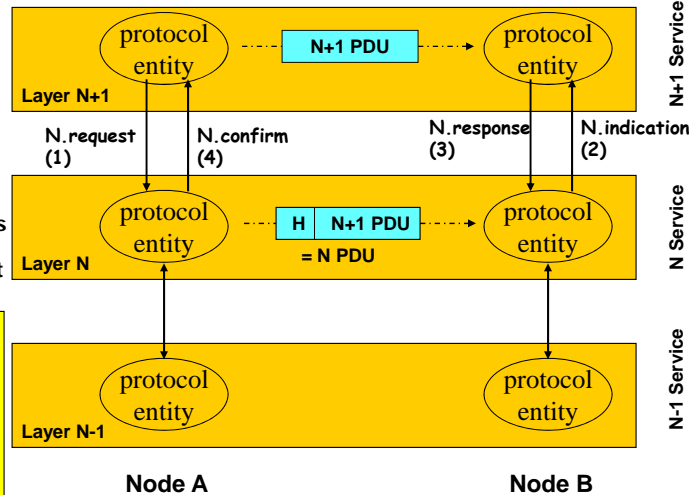 protocol entity
N+1 PDU
protocol entity
Layer N+1
N+1 Service
N.request (1)
N.confirm (4)
N.response (3)
N.indication (2)
s
t
protocol entity
H N+1 PDU
= N PDU
protocol entity
Layer N
N Service
protocol entity
protocol entity
Layer N-1
N-1 Service
Node A
Node B